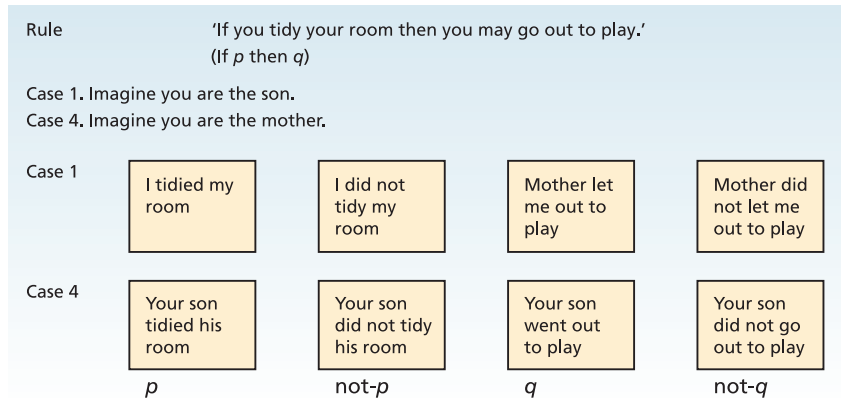 Rule 'If you tidy your room then you may go out to play.'
(If p then q)
Case 1. Imagine you are the son.
Case 4. Imagine you are the mother.
Case 1
I tidied my
room
I did not
tidy my
room
Mother let
me out to
play
Mother did
not let me
out to play
Case 4
Your son
tidied his
room
Your son
did not tidy
his room
Your son
went out
to play
Your son
did not go
out to play
p not-p q not-q